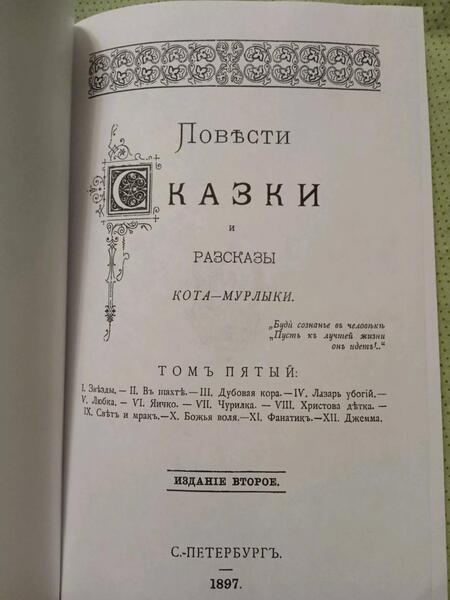 Повѣсти
Сказки
и
разсказы
КОТА—МУРЛЫКИ.
„Буди сознанье въ человѣкѣ
„Пусть къ лучшей жизни
онъ идетъ!.."
ТОМЪ ПЯТЫЙ:
I. Звѣзды. — II. Въ шахтѣ. — III. Дубовая кора. — IV. Лазарь убогій. —
V. Любка. — VI. Яичко. — VII. Чурилка. — VIII. Христова дѣтка. —
IX. Свѣтъ и мракъ. — X. Божья воля. — XI. Фанатикъ. — XII. Джемма.
ИЗДАНІЕ ВТОРОЕ.
С.-ПЕТЕРБУРГЪ.
1897.